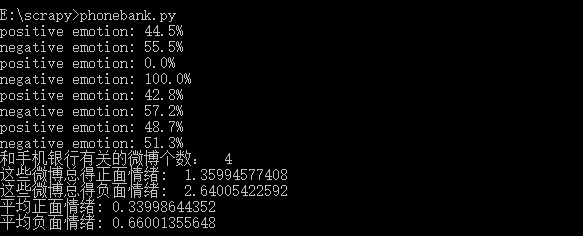 E:\scrapy>phonebank.py
positive emotion: 44.5%
negative emotion: 55.5%
positive emotion: 0.0%
negative emotion: 100.0%
positive emotion: 42.8%
negative emotion: 57.2%
positive emotion: 48.7%
negative emotion: 51.3%
和手机银行有关的微博个数： 4
这些微博总得正面情绪: 1.35994577408
这些微博总得负面情绪: 2.64005422592
平均正面情绪: 0.33998644352
平均负面情绪: 0.66001355648